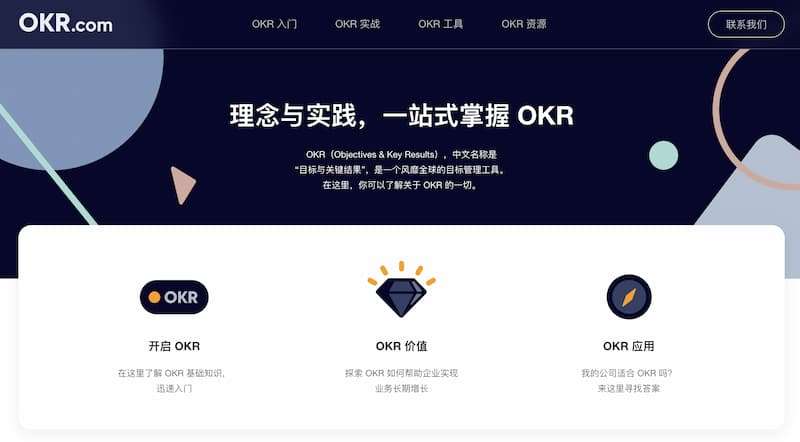 OKR.com
OKR 入门
OKR 实战
OKR 工具
OKR 资源
联系我们
理念与实践，一站式掌握 OKR
OKR（Objectives & Key Results），中文名称是
“目标与关键结果”，是一个风靡全球的目标管理工具。
在这里，你可以了解关于 OKR 的一切。
OKR
开启 OKR
在这里了解 OKR 基础知识，
迅速入门
OKR 价值
探索 OKR 如何帮助企业实现
业务长期增长
OKR 应用
我的公司适合 OKR 吗？
来这里寻找答案